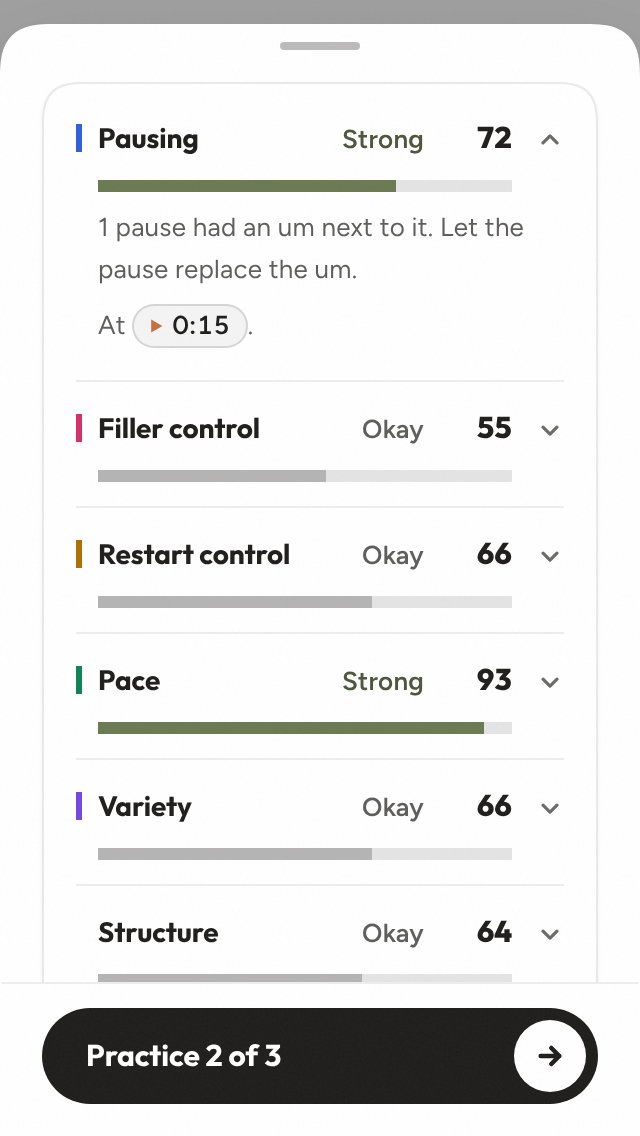 Pausing Strong 72
1 pause had an um next to it. Let the
pause replace the um.
At 0:15.
Filler control Okay 55
Restart control Okay 66
Pace Strong 93
Variety Okay 66
Structure Okay 64
Practice 2 of 3